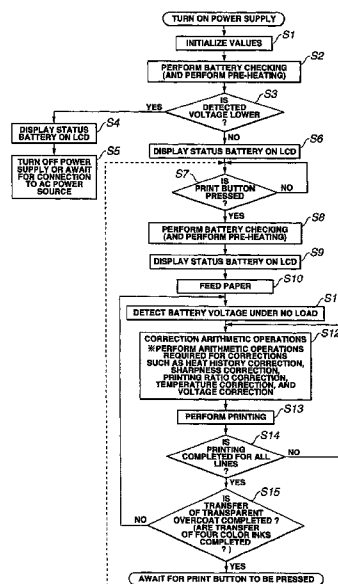 TURN ON POWER SUPPLY
S1
INITIALIZE VALUES
S2
PERFORM BATTERY CHECKING
(AND PERFORM PRE-HEATING)
S3
IS
DETECTED
VOLTAGE LOWER
?
YES
NO
S4
DISPLAY STATUS
BATTERY ON LCD
S5
TURN OFF POWER
SUPPLY OR AWAIT
FOR CONNECTION
TO AC POWER
SOURCE
S6
DISPLAY STATUS BATTERY ON LCD
S7
IS
PRINT BUTTON
PRESSED
?
NO
YES
S8
PERFORM BATTERY CHECKING
(AND PERFORM PRE-HEATING)
S9
DISPLAY STATUS BATTERY ON LCD
S10
FEED PAPER
S1
DETECT BATTERY VOLTAGE UNDER NO LOAD
S12
CORRECTION ARITHMETIC OPERATIONS
※PERFORM ARITHMETIC OPERATIONS
REQUIRED FOR CORRECTIONS
SUCH AS HEAT HISTORY CORRECTION,
SHARPNESS CORRECTION,
PRINTING RATIO CORRECTION,
TEMPERATURE CORRECTION, AND
VOLTAGE CORRECTION
S13
PERFORM PRINTING
S14
IS
PRINTING
COMPLETED FOR ALL
LINES
?
NO
YES
S15
IS
TRANSFER
OF TRANSPARENT
OVERCOAT COMPLETED ?
(ARE TRANSFER
OF FOUR COLOR INKS
COMPLETED
? )
NO
YES
AWAIT FOR PRINT BUTTON TO BE PRESSED